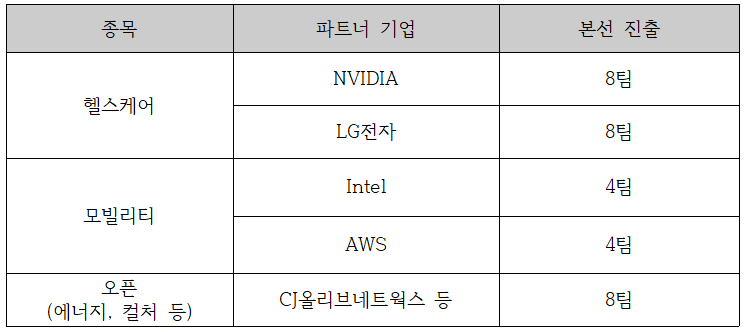 종목 파트너 기업 본선 진출
헬스케어 NVIDIA 8팀
LG전자 8팀
모빌리티 Intel 4팀
AWS 4팀
오픈
(에너지, 컬처 등) CJ올리브네트웍스 등 8팀